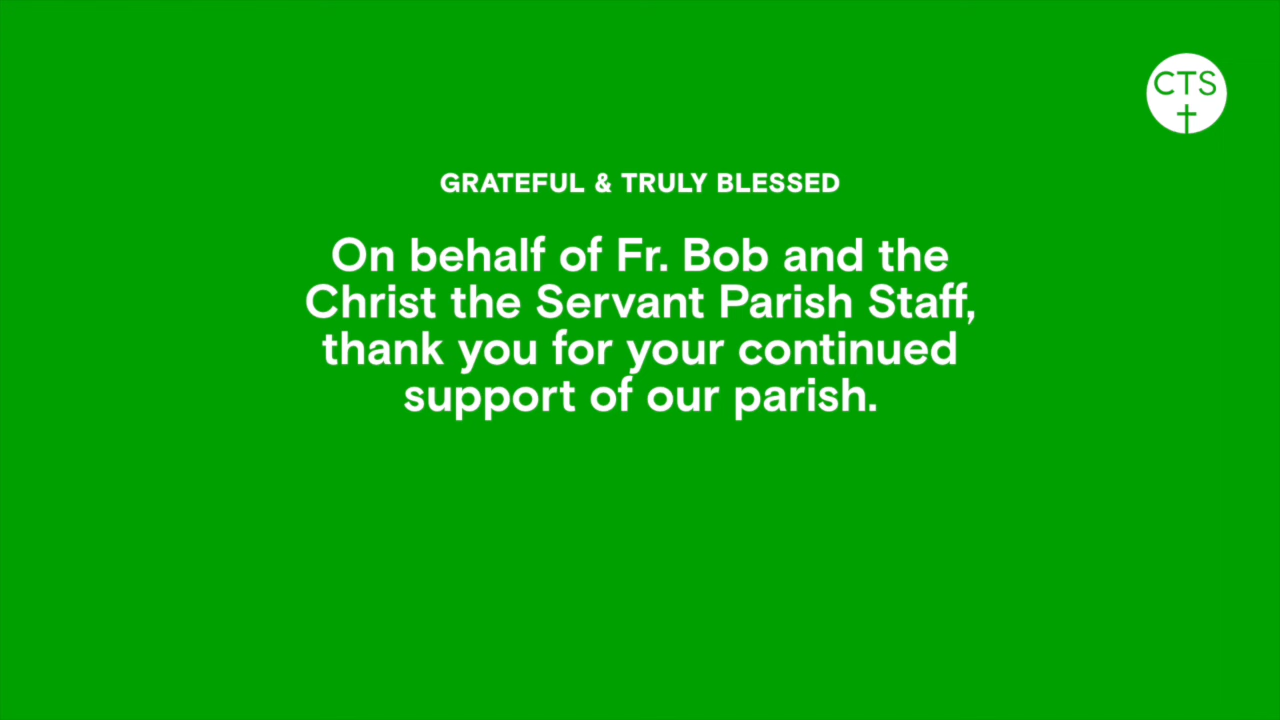 CTS
GRATEFUL & TRULY BLESSED
On behalf of Fr. Bob and the
Christ the Servant Parish Staff,
thank you for your continued
support of our parish.